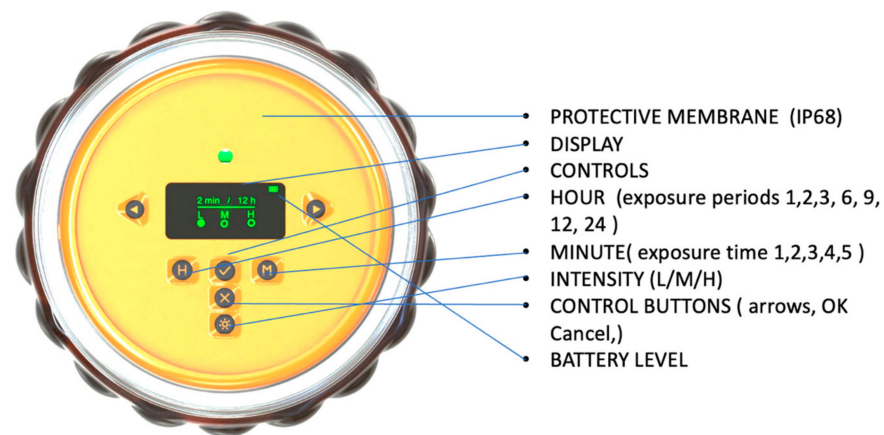 PROTECTIVE MEMBRANE (IP68)
DISPLAY
CONTROLS
HOUR (exposure periods 1,2,3, 6, 9,
12, 24 )
MINUTE( exposure time 1,2,3,4,5 )
INTENSITY (L/M/H)
CONTROL BUTTONS ( arrows, OK
Cancel,)
BATTERY LEVEL
2 min / 12 h
L M H
H M